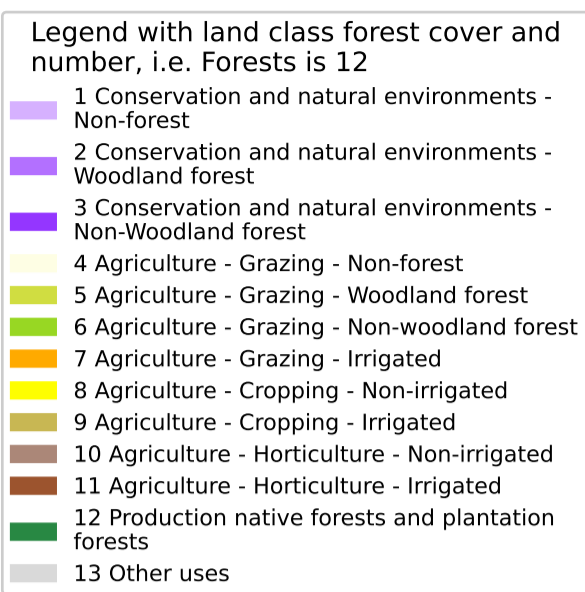 Legend with land class forest cover and
number, i.e. Forests is 12
1 Conservation and natural environments -
Non-forest
2 Conservation and natural environments -
Woodland forest
3 Conservation and natural environments -
Non-Woodland forest
4 Agriculture - Grazing - Non-forest
5 Agriculture - Grazing - Woodland forest
6 Agriculture - Grazing - Non-woodland forest
7 Agriculture - Grazing - Irrigated
8 Agriculture - Cropping - Non-irrigated
9 Agriculture - Cropping - Irrigated
10 Agriculture - Horticulture - Non-irrigated
11 Agriculture - Horticulture - Irrigated
12 Production native forests and plantation
forests
13 Other uses